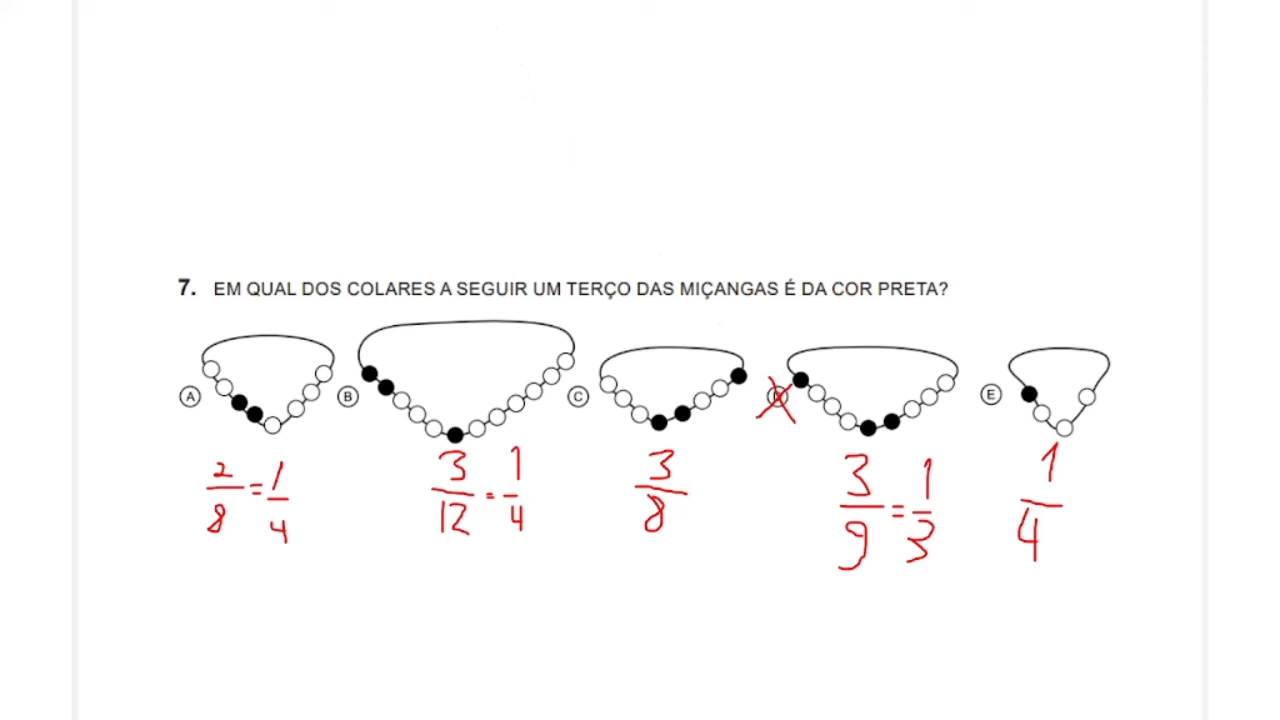 7. EM QUAL DOS COLARES A SEGUIR UM TERÇO DAS MIÇANGAS É DA COR PRETA?
A B C D E
2/8 = 1/4
3/12 = 1/4
3/8
3/9 = 1/3
1/4